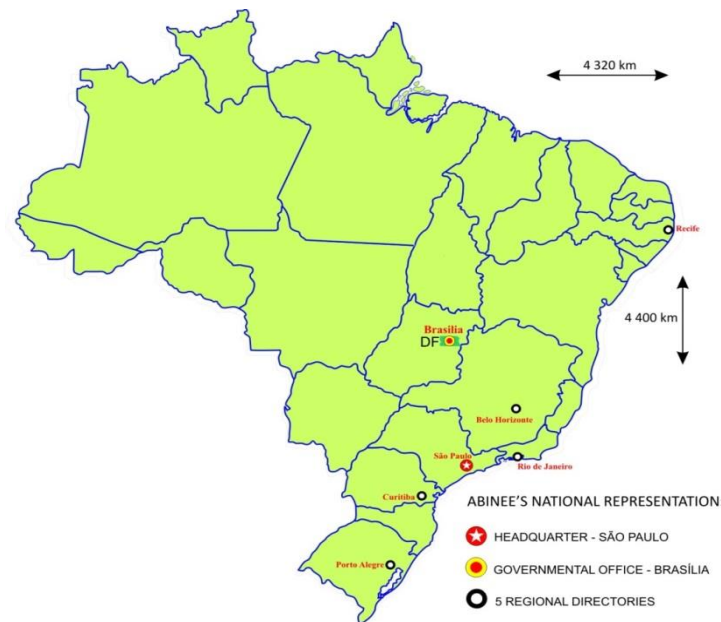 4 320 km
Recife
4 400 km
Brasilia
DF
Belo Horizonte
São Paulo
Rio de Janeiro
Curitiba
Porto Alegre
ABINEE'S NATIONAL REPRESENTATION
HEADQUARTER - SÃO PAULO
GOVERNMENTAL OFFICE - BRASÍLIA
5 REGIONAL DIRECTORIES